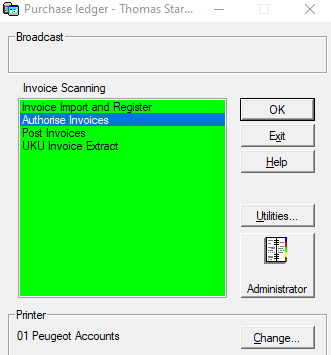 Purchase ledger - Thomas Star...
Broadcast
Invoice Scanning
Invoice Import and Register
Authorise Invoices
Post Invoices
UKU Invoice Extract
OK
Exit
Help
Utilities...
Administrator
Printer
01 Peugeot Accounts
Change...